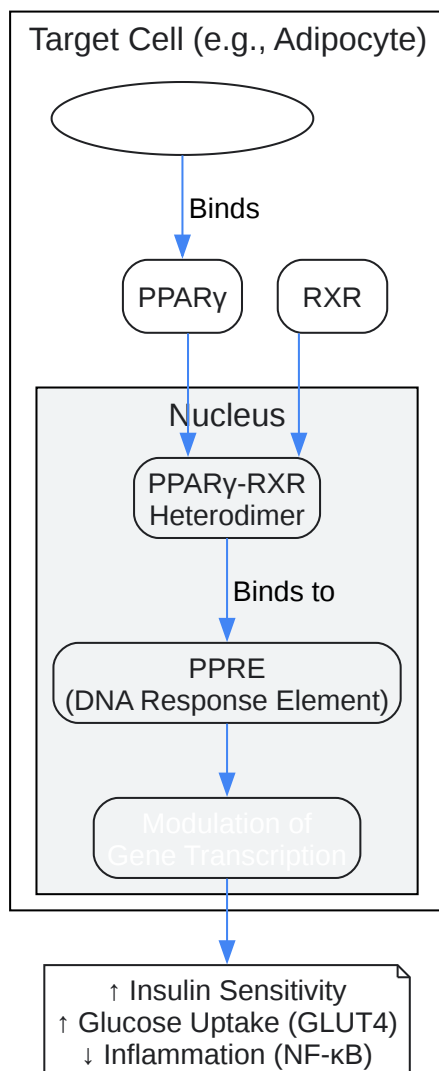 Target Cell (e.g., Adipocyte)
Binds
PPARγ
RXR
Nucleus
PPARγ-RXR
Heterodimer
Binds to
PPRE
(DNA Response Element)
Modulation of
Gene Transcription
↑ Insulin Sensitivity
↑ Glucose Uptake (GLUT4)
↓ Inflammation (NF-κB)